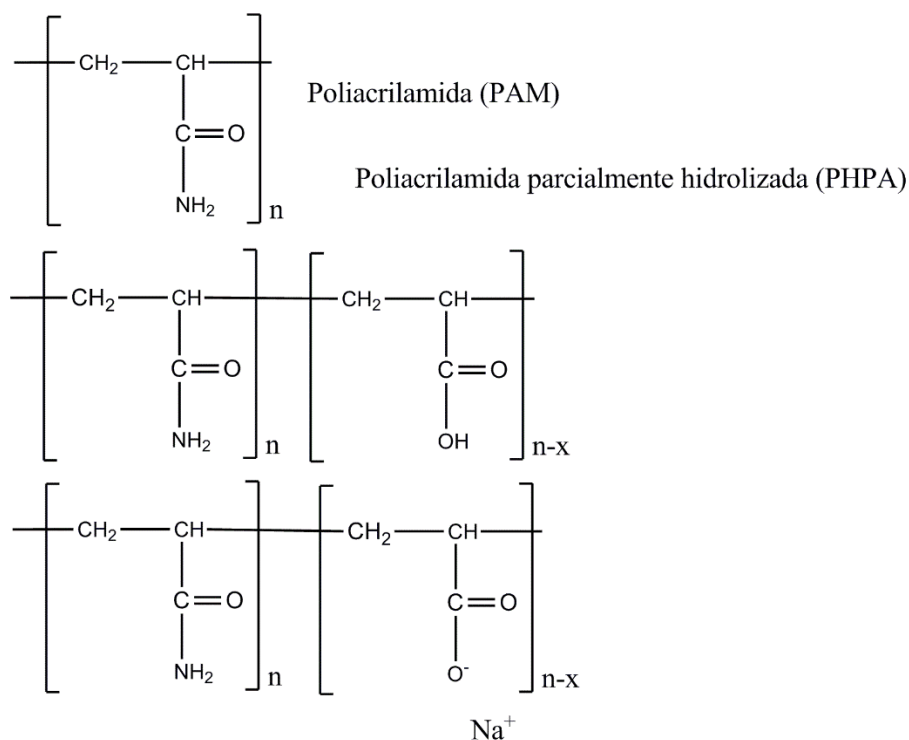 CH₂ CH
Poliacrilamida (PAM)
C=O
NH₂ n
Poliacrilamida parcialmente hidrolizada (PHPA)
CH₂ CH CH₂ CH
C=O C=O
NH₂ n OH n-x
CH₂ CH CH₂ CH
C=O C=O
NH₂ n O⁻ n-x
Na⁺